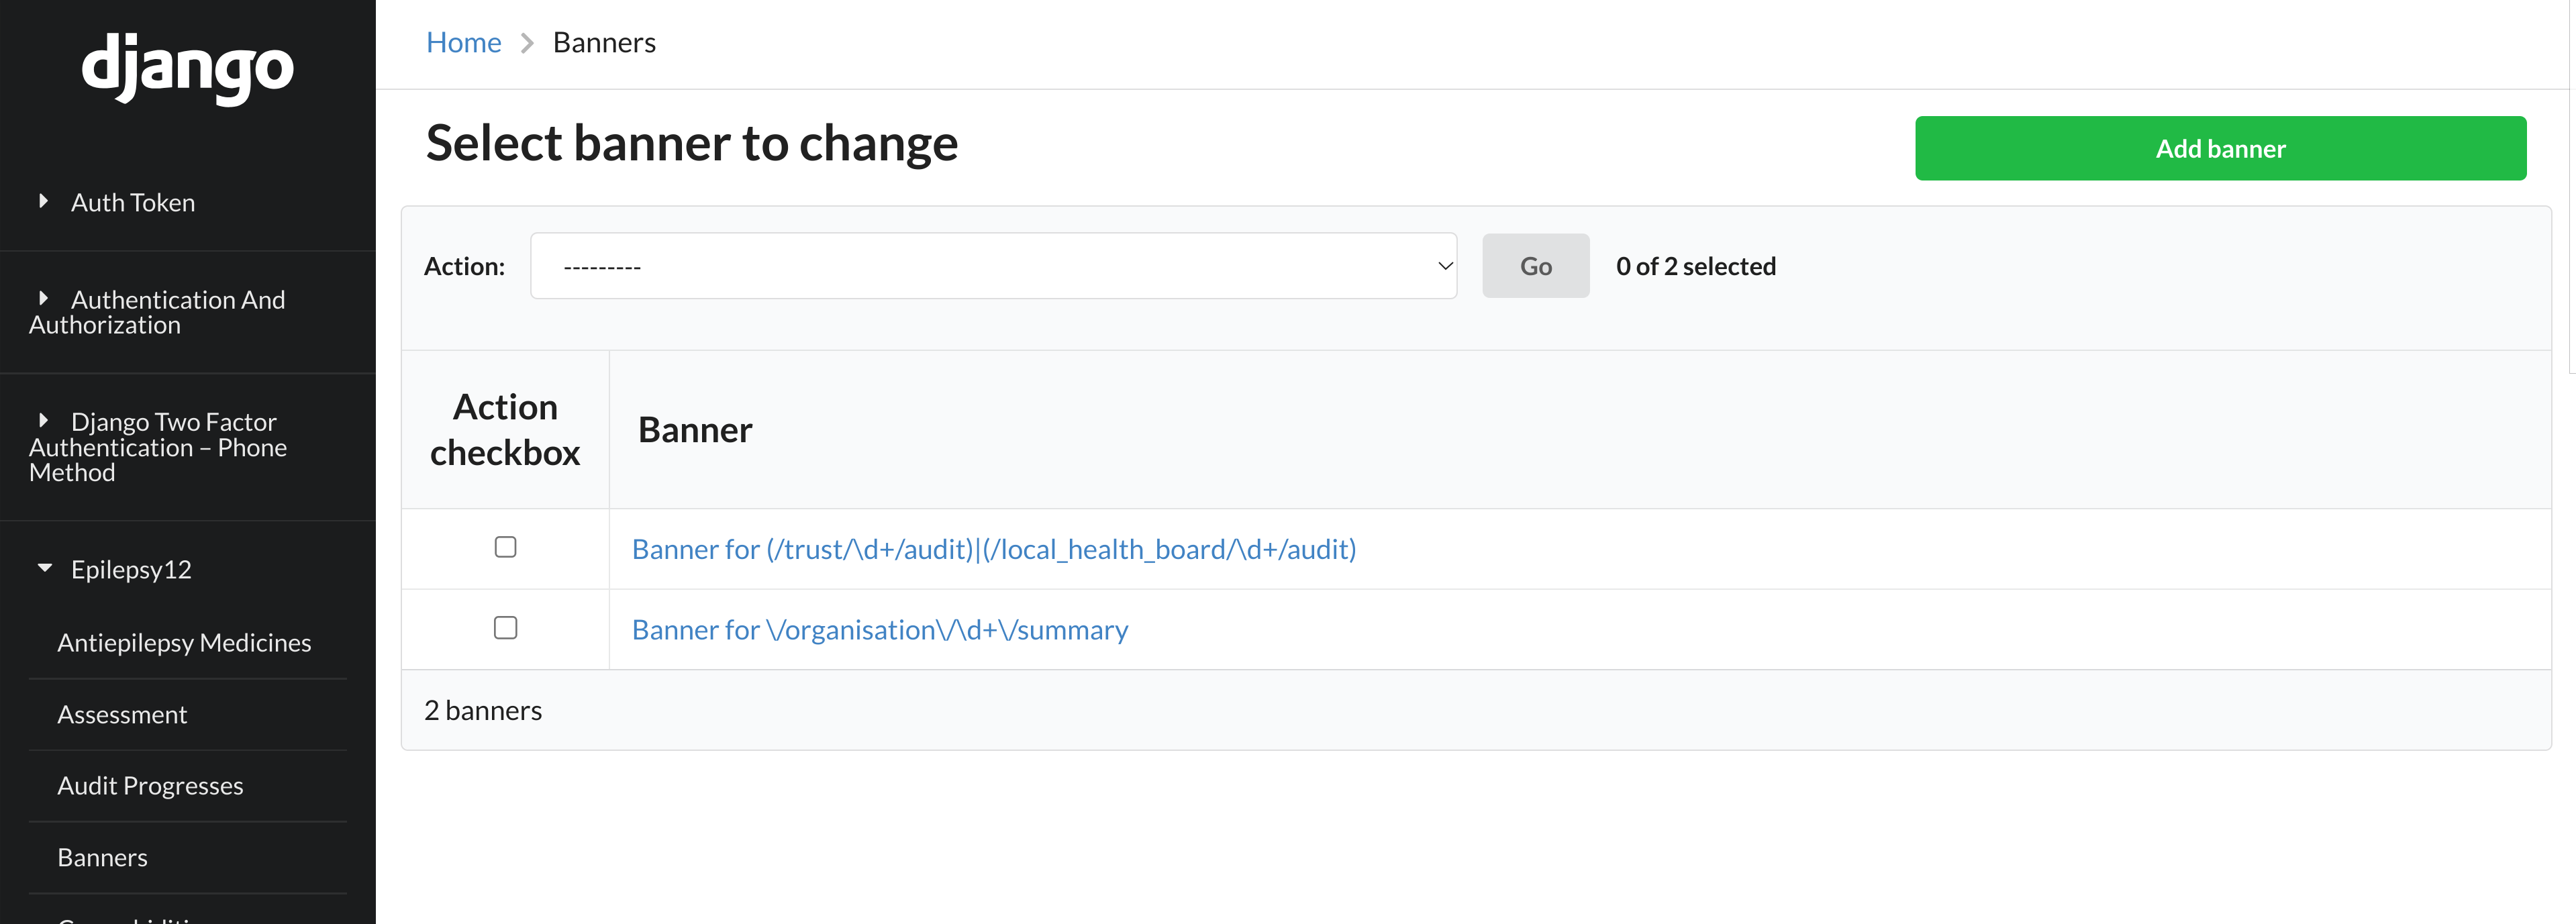 django
Auth Token
Authentication And
Authorization
Django Two Factor
Authentication – Phone
Method
Epilepsy12
Antiepilepsy Medicines
Assessment
Audit Progresses
Banners
Home
Banners
Select banner to change
Add banner
Action:
---------
Go
0 of 2 selected
Action
checkbox
Banner
Banner for (/trust/\d+/audit)|(/local_health_board/\d+/audit)
Banner for \/organisation\/\d+\/summary
2 banners